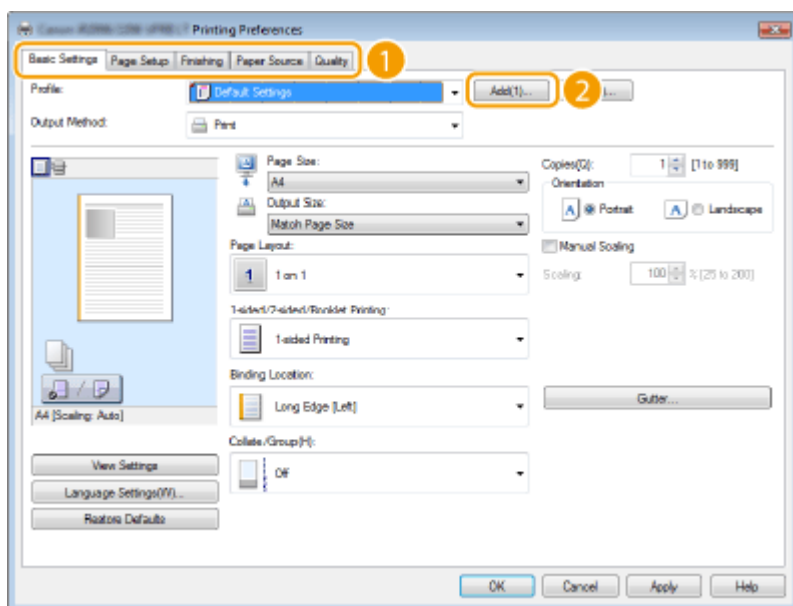 Printing Preferences
Basic Settings Page Setup Finishing Paper Source Quality 1
Profile: Default Settings Add(1)... 2
Output Method: Print
Page Size: Copies(Q): 1 [1 to 999]
A4 Orientation
Output Size: A Portrait A Landscape
Match Page Size
Page Layout: Manual Scaling
1 1 on 1 Scaling: 100 % [25 to 200]
1-sided/2-sided/Booklet Printing:
1-sided Printing
Binding Location:
Long Edge [Left] Gutter...
A4 [Scaling: Auto]
Collate/Group(H):
View Settings Off
Language Settings(W)...
Restore Defaults
OK Cancel Apply Help